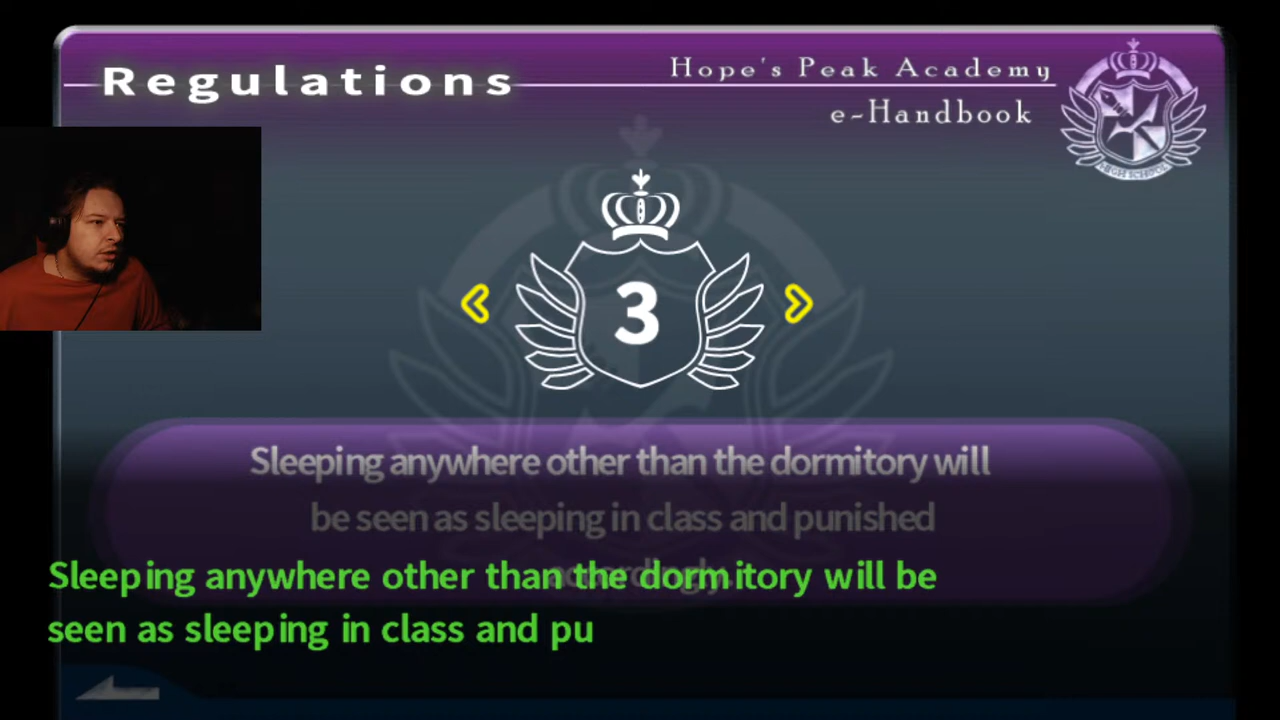 Regulations
Hope's Peak Academy
e-Handbook
3
Sleeping anywhere other than the dormitory will
be seen as sleeping in class and punished
accordingly.
Sleeping anywhere other than the dormitory will be
seen as sleeping in class and pu